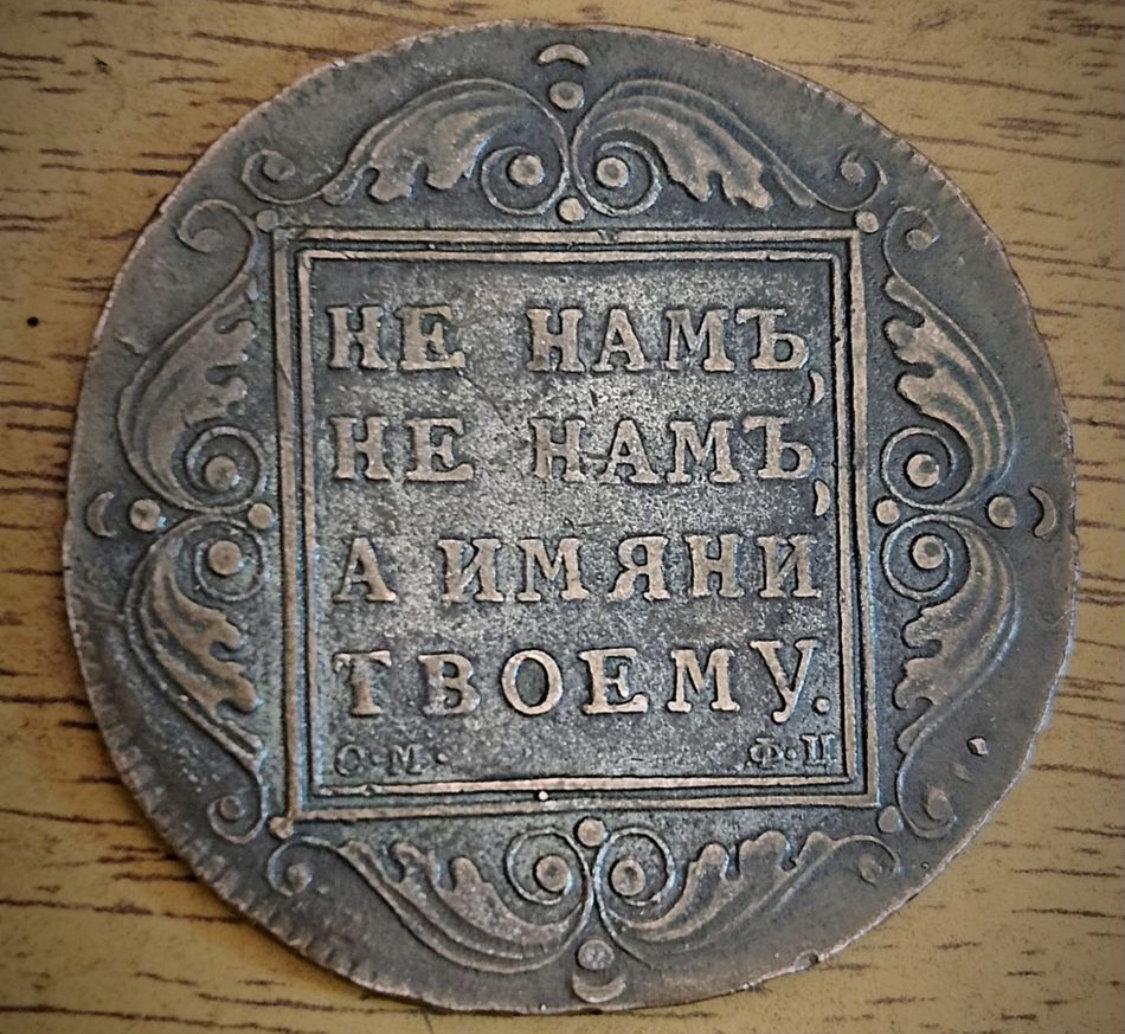 НЕ НАМЪ,
НЕ НАМЪ,
А ИМЯНИ
ТВОЕМУ.
С·М· Ф·Ц